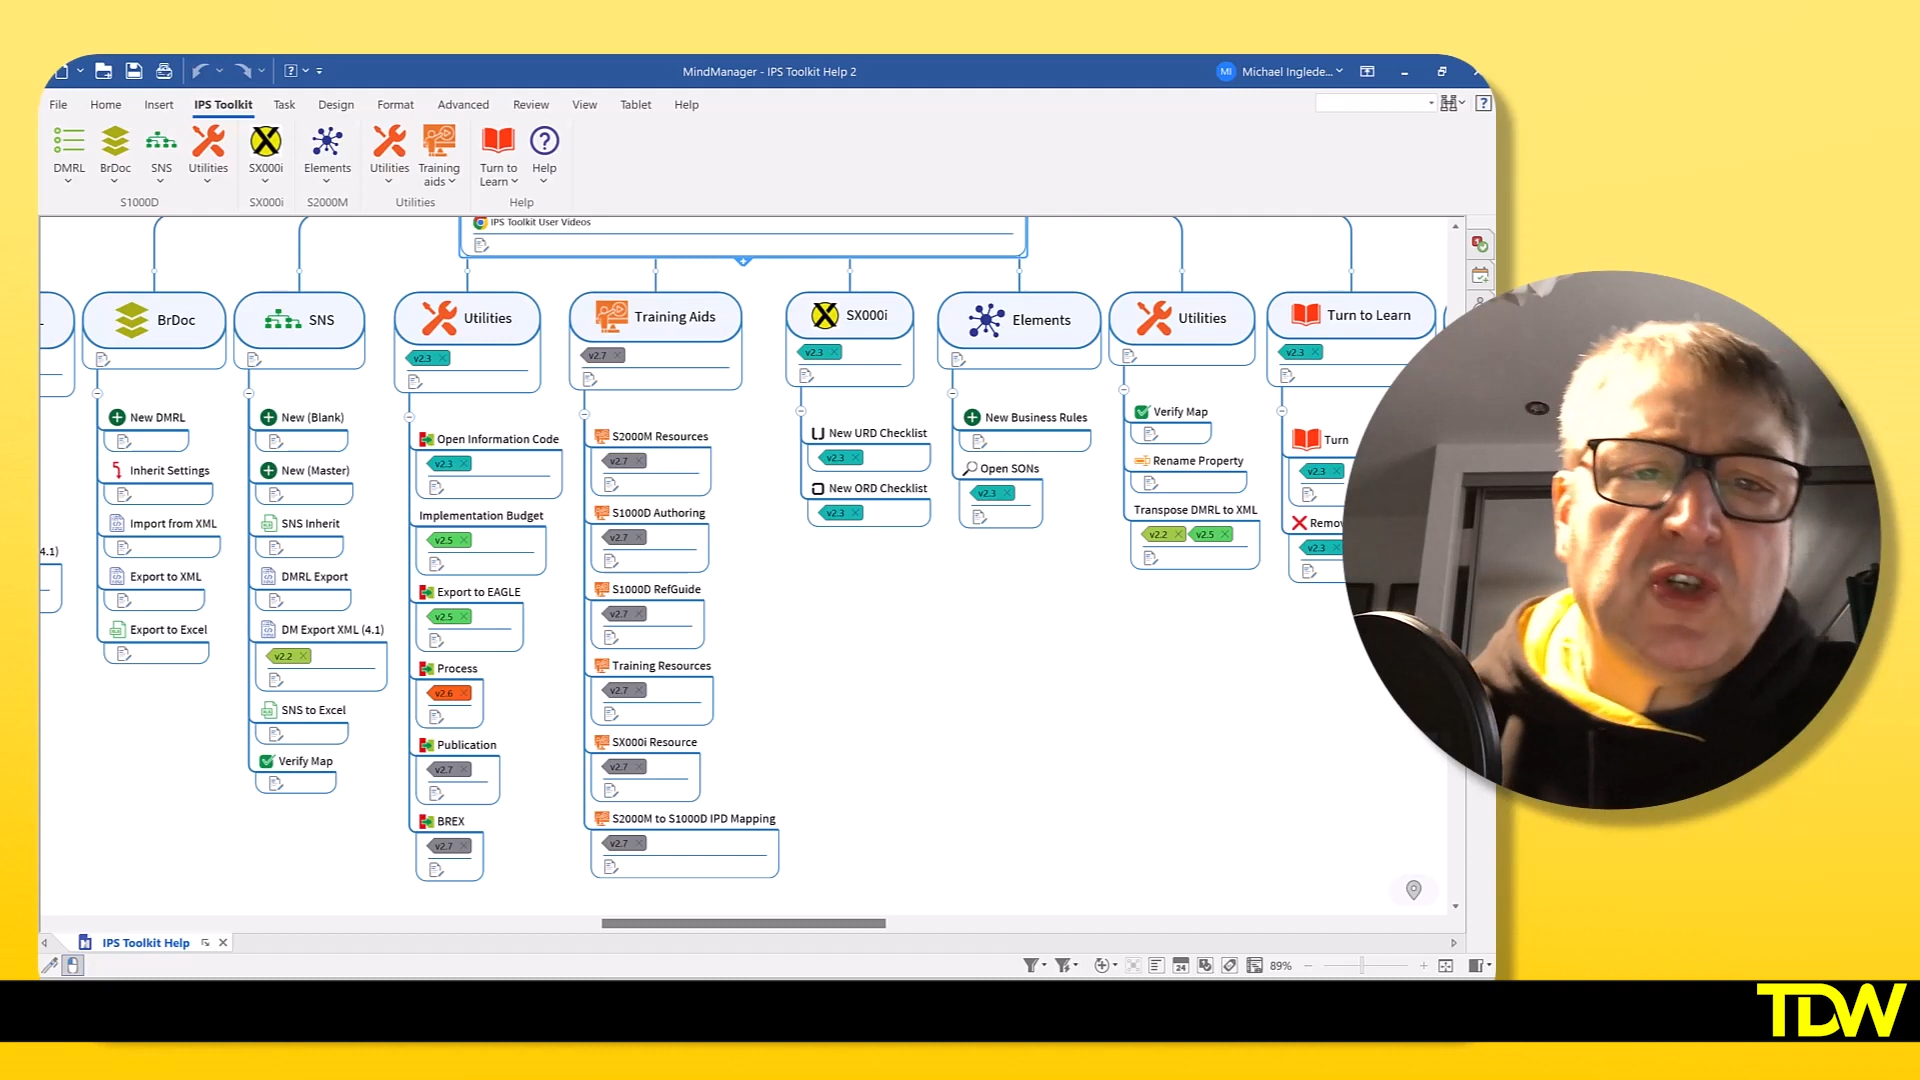 MindManager - IPS Toolkit Help 2
MI Michael Inglede...
File Home Insert IPS Toolkit Task Design Format Advanced Review View Tablet Help
DMRL BrDoc SNS Utilities SX000i Elements Utilities Training aids Turn to Learn Help
S1000D SX000i S2000M Utilities Help
IPS Toolkit User Videos
BrDoc
New DMRL
Inherit Settings
Import from XML
Export to XML
Export to Excel
4.1)
SNS
New (Blank)
New (Master)
SNS Inherit
DMRL Export
DM Export XML (4.1)
v2.2
SNS to Excel
Verify Map
Utilities
v2.3
Open Information Code
v2.3
Implementation Budget
v2.5
Export to EAGLE
v2.5
Process
v2.6
Publication
v2.7
BREX
v2.7
Training Aids
v2.7
S2000M Resources
v2.7
S1000D Authoring
v2.7
S1000D RefGuide
v2.7
Training Resources
v2.7
SX000i Resource
v2.7
S2000M to S1000D IPD Mapping
v2.7
SX000i
v2.3
New URD Checklist
v2.3
New ORD Checklist
v2.3
Elements
New Business Rules
Open SONs
v2.3
Utilities
Verify Map
Rename Property
Transpose DMRL to XML
v2.2 v2.5
Turn to Learn
v2.3
Turn
v2.3
Remov
v2.3
IPS Toolkit Help
24
89%
TDW